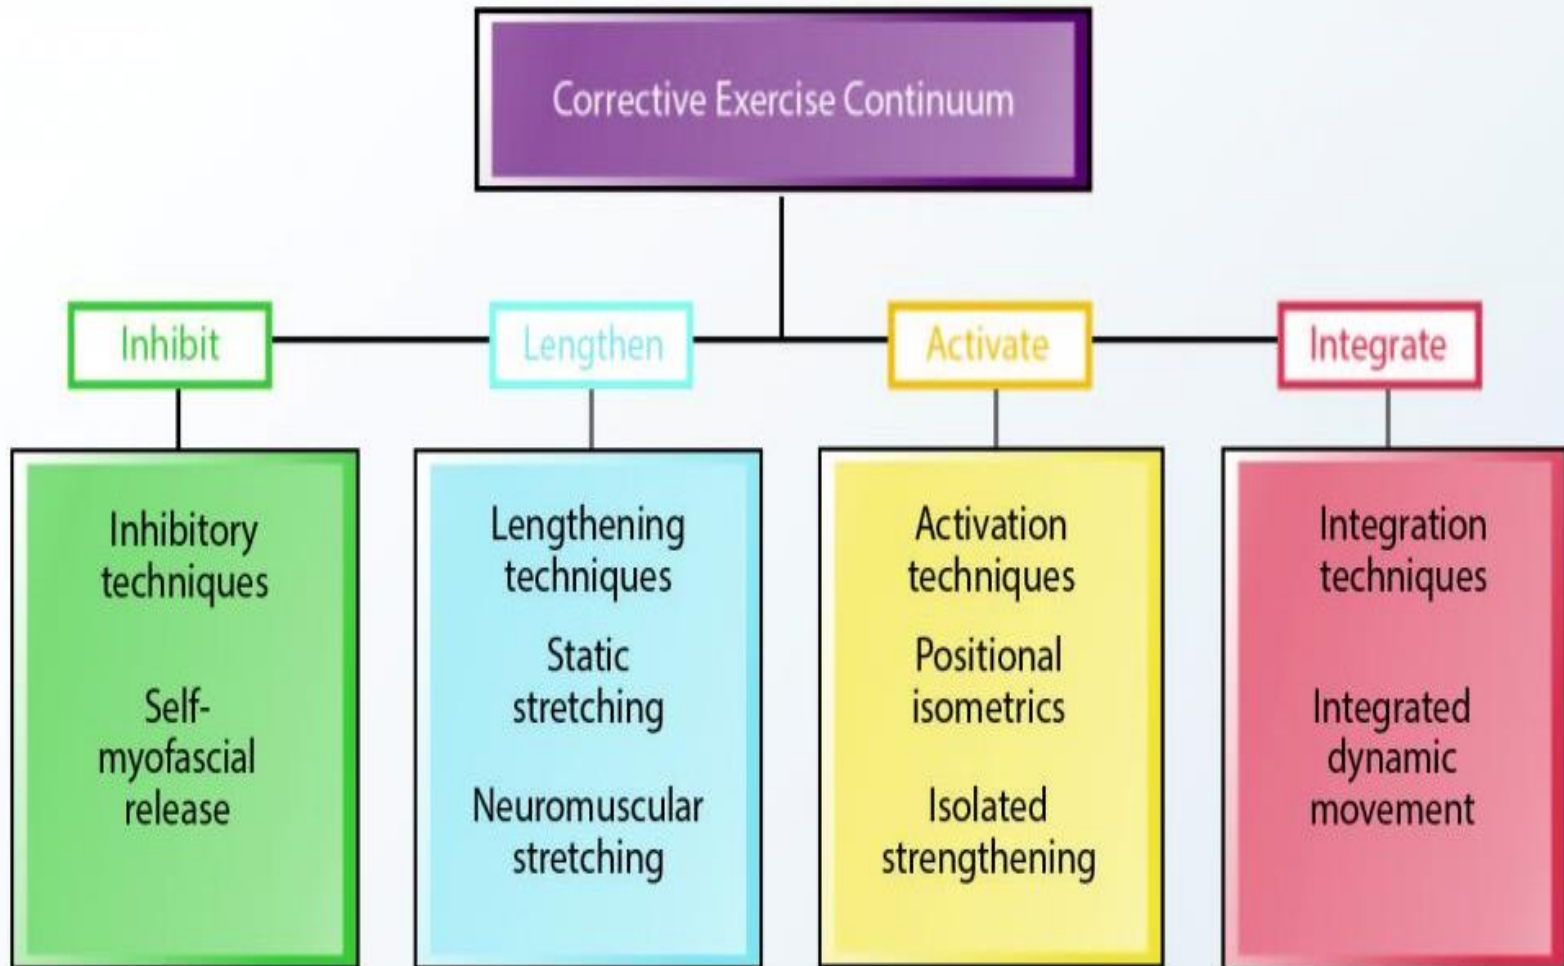 Corrective Exercise Continuum
Inhibit
Lengthen
Activate
Integrate
Inhibitory
techniques
Self-
myofascial
release
Lengthening
techniques
Static
stretching
Neuromuscular
stretching
Activation
techniques
Positional
isometrics
Isolated
strengthening
Integration
techniques
Integrated
dynamic
movement